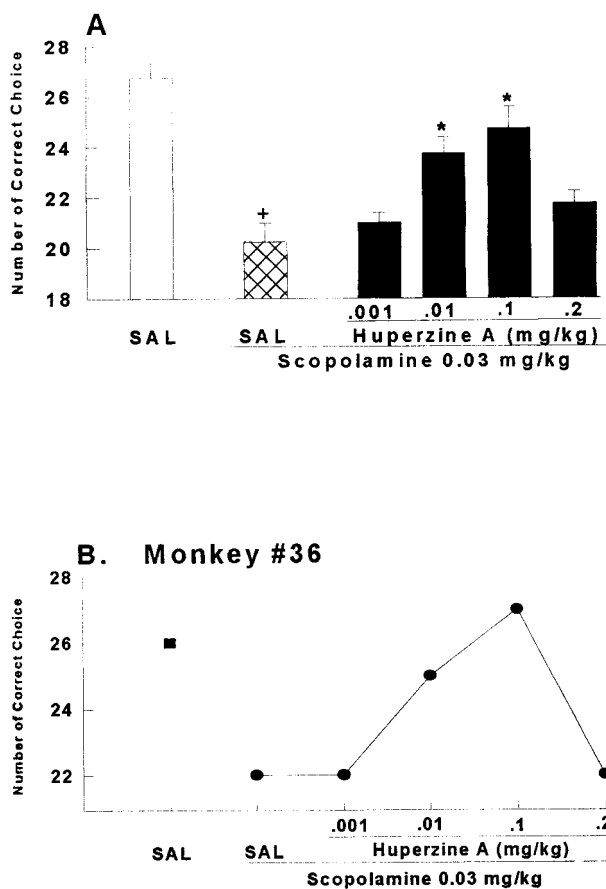 A
Number of Correct Choice
28
26
24
22
20
18
+
*
*
.001 .01 .1 .2
SAL SAL Huperzine A (mg/kg)
Scopolamine 0.03 mg/kg
B. Monkey #36
Number of Correct Choice
28
26
24
22
.001 .01 .1 .2
SAL SAL Huperzine A (mg/kg)
Scopolamine 0.03 mg/kg